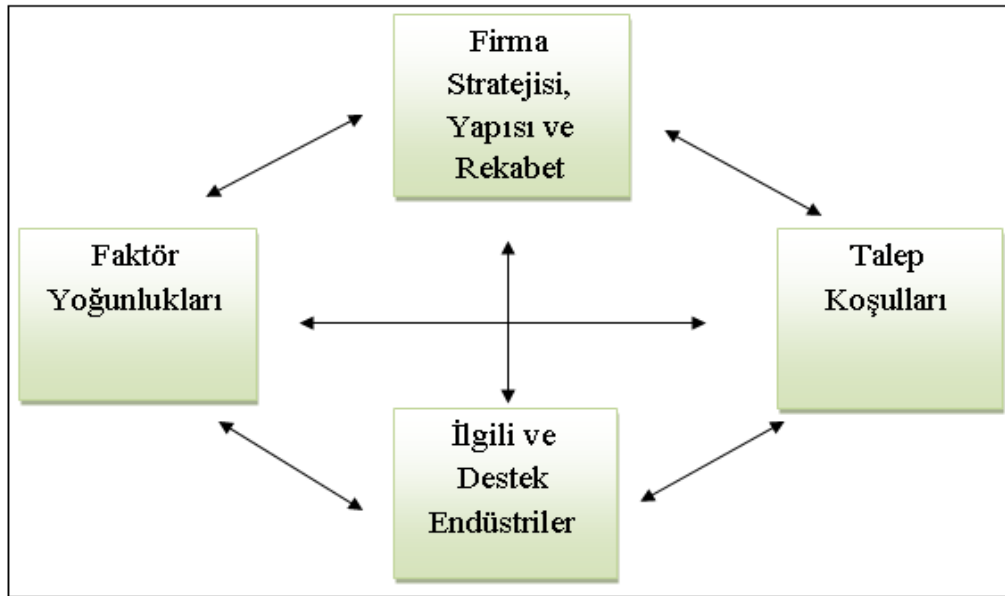 Firma
Stratejisi,
Yapısı ve
Rekabet
Faktör
Yoğunlukları
Talep
Koşulları
İlgili ve
Destek
Endüstriler